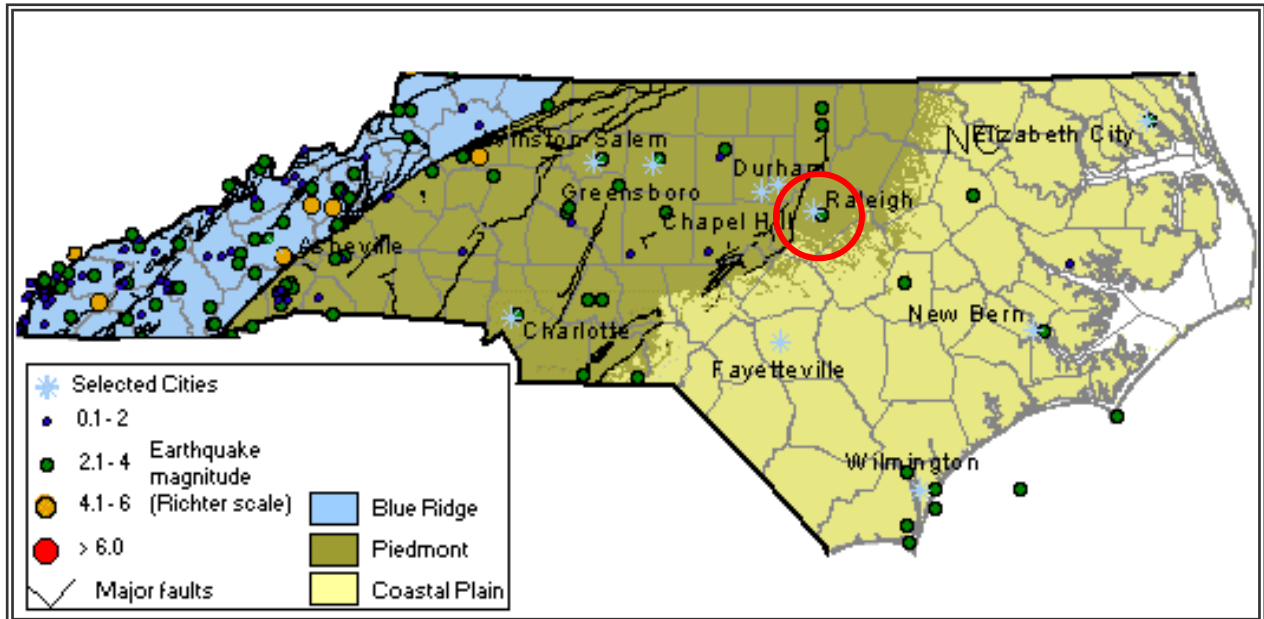 NC
Elizabeth City
Winston-Salem
Durham
Greensboro
Raleigh
Chapel Hill
Asheville
New Bern
Charlotte
Fayetteville
Wilmington
Selected Cities
0.1 - 2
2.1 - 4 Earthquake
magnitude
4.1 - 6 (Richter scale)
> 6.0
Major faults
Blue Ridge
Piedmont
Coastal Plain